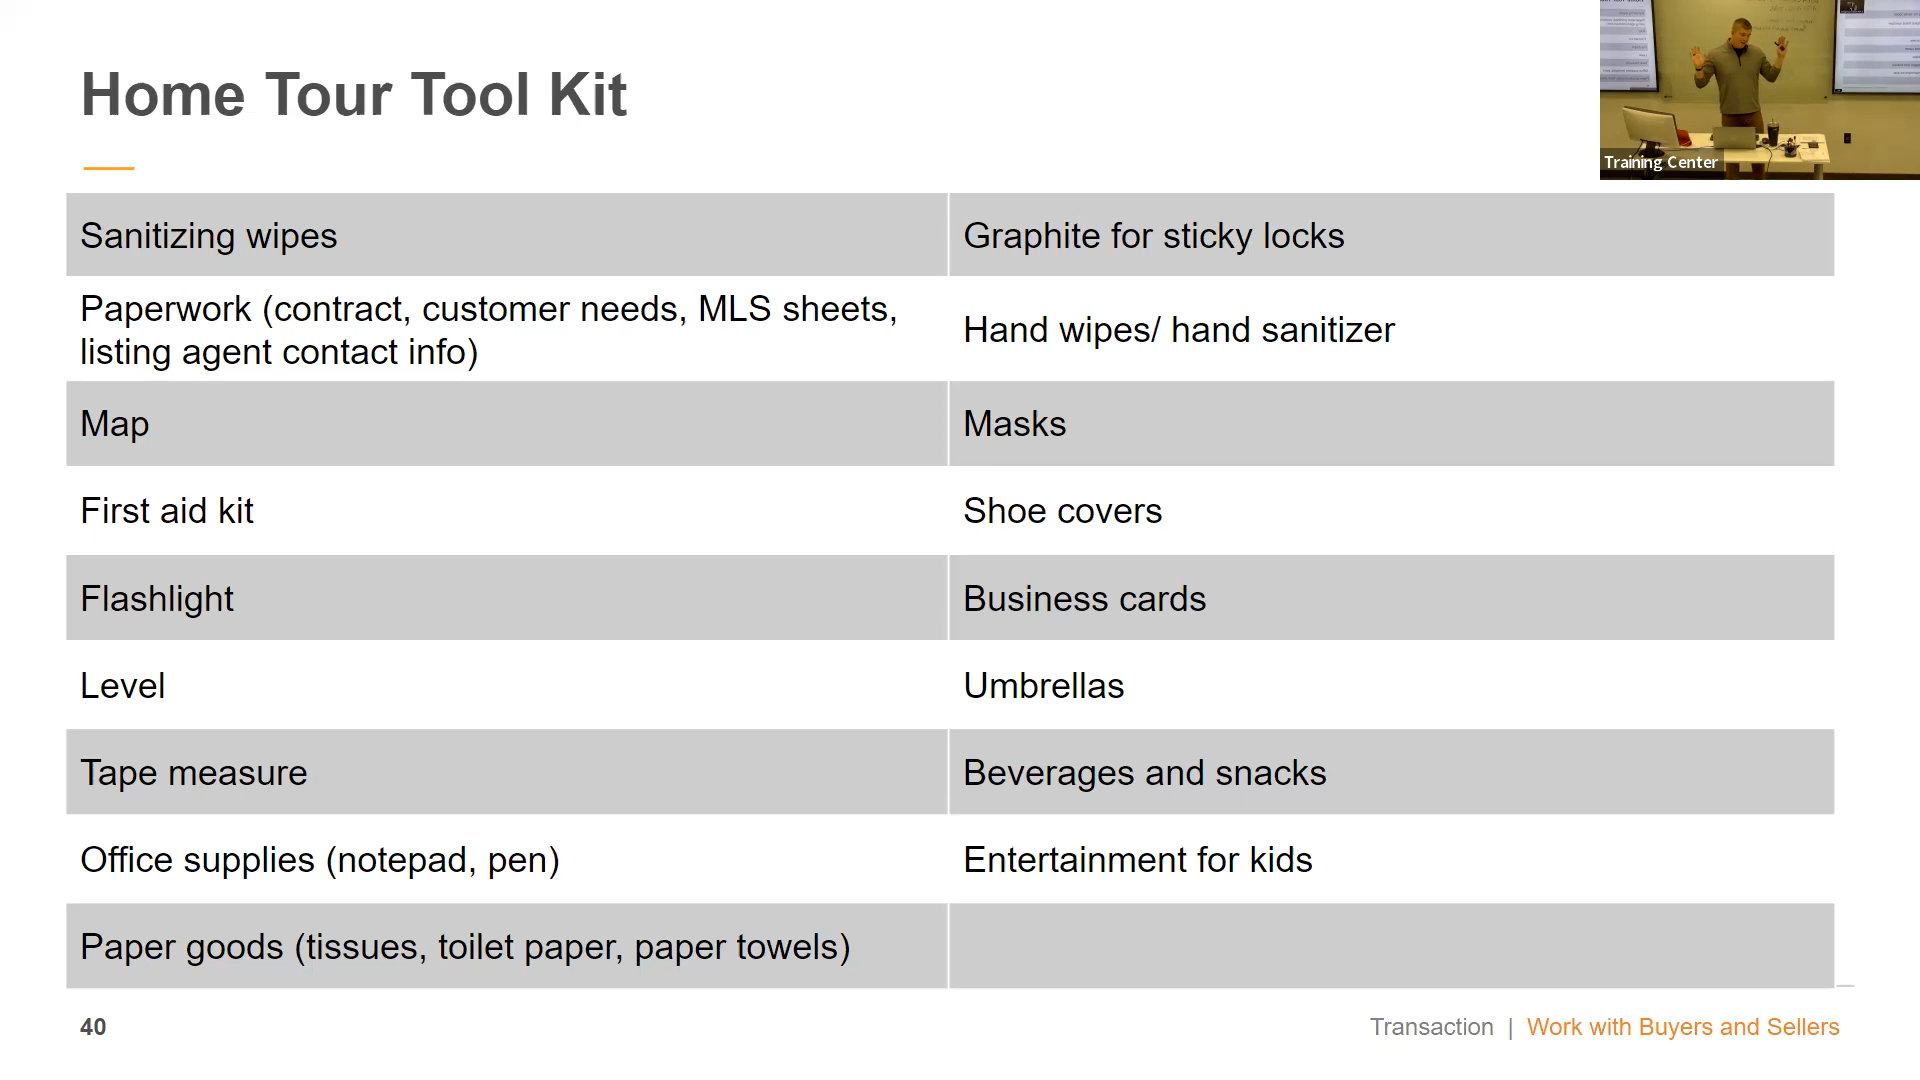 Home Tour Tool Kit
Training Center
Sanitizing wipes
Graphite for sticky locks
Paperwork (contract, customer needs, MLS sheets,
listing agent contact info)
Hand wipes/ hand sanitizer
Map
Masks
First aid kit
Shoe covers
Flashlight
Business cards
Level
Umbrellas
Tape measure
Beverages and snacks
Office supplies (notepad, pen)
Entertainment for kids
Paper goods (tissues, toilet paper, paper towels)
40
Transaction | Work with Buyers and Sellers